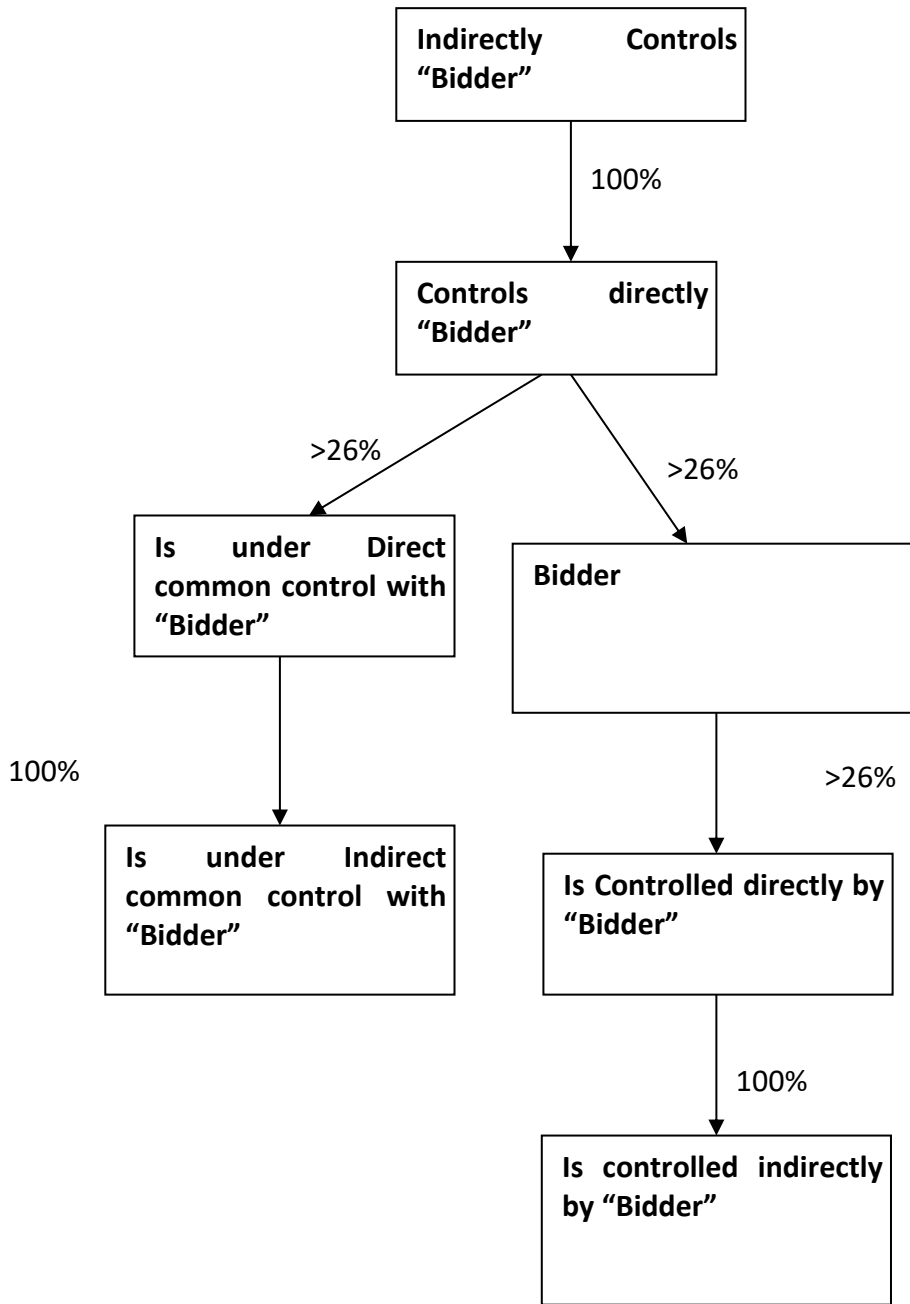 Indirectly Controls
“Bidder”
100%
Controls directly
“Bidder”
>26%
>26%
Is under Direct
common control with
“Bidder”
Bidder
100%
>26%
Is under Indirect
common control with
“Bidder”
Is Controlled directly by
“Bidder”
100%
Is controlled indirectly
by “Bidder”